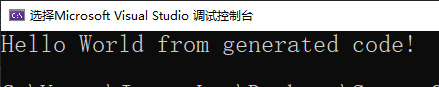 选择Microsoft Visual Studio 调试控制台
Hello World from generated code!